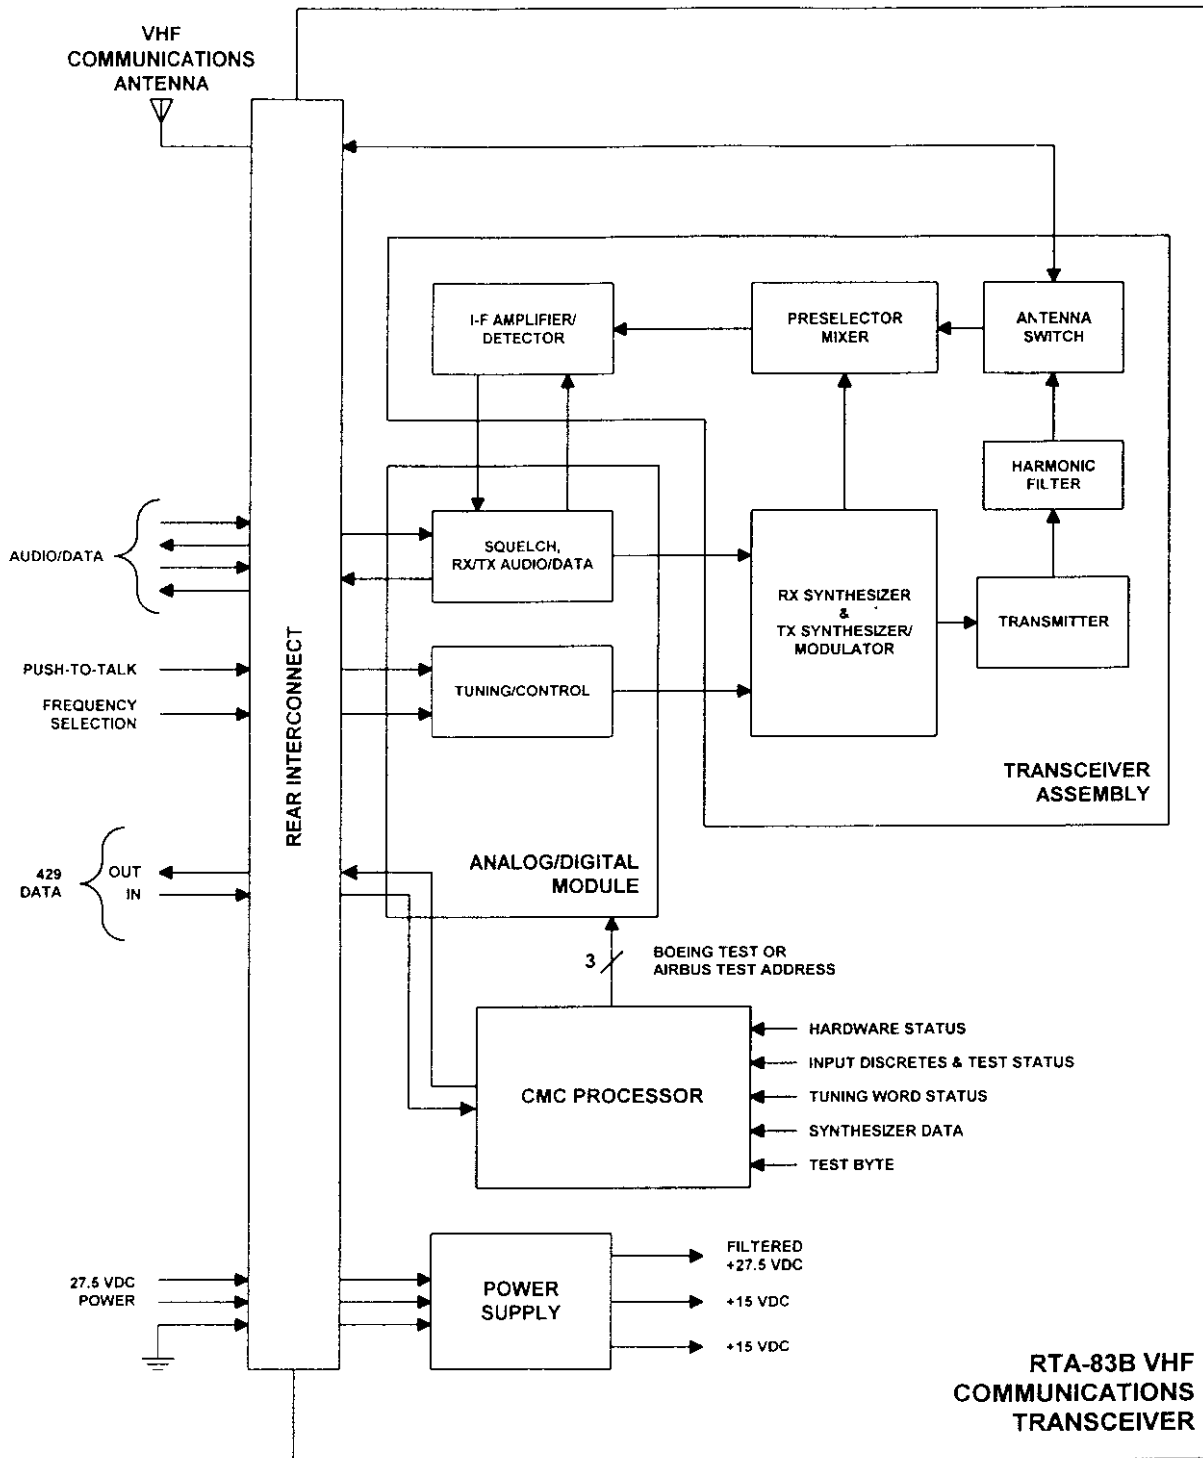 VHF
COMMUNICATIONS
ANTENNA
I-F AMPLIFIER/
DETECTOR
PRESELECTOR
MIXER
ANTENNA
SWITCH
HARMONIC
FILTER
AUDIO/DATA
SQUELCH,
RX/TX AUDIO/DATA
RX SYNTHESIZER
&
TX SYNTHESIZER/
MODULATOR
TRANSMITTER
PUSH-TO-TALK
FREQUENCY
SELECTION
TUNING/CONTROL
REAR INTERCONNECT
TRANSCEIVER
ASSEMBLY
ANALOG/DIGITAL
MODULE
429
DATA
OUT
IN
3
BOEING TEST OR
AIRBUS TEST ADDRESS
CMC PROCESSOR
HARDWARE STATUS
INPUT DISCRETES & TEST STATUS
TUNING WORD STATUS
SYNTHESIZER DATA
TEST BYTE
27.5 VDC
POWER
POWER
SUPPLY
FILTERED
+27.5 VDC
+15 VDC
+15 VDC
RTA-83B VHF
COMMUNICATIONS
TRANSCEIVER